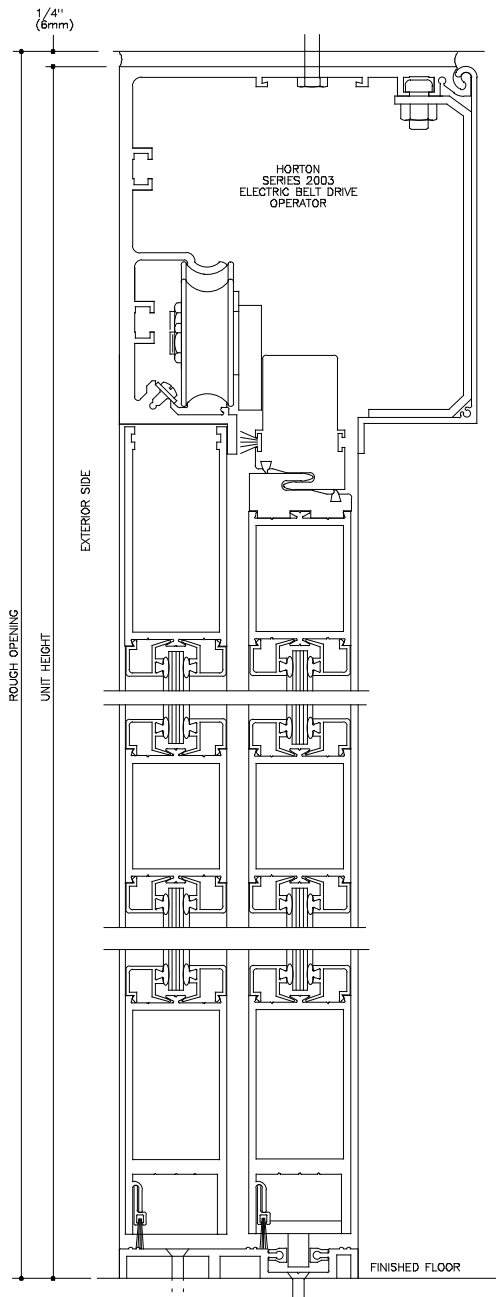 1/4"
(6mm)
HORTON
SERIES 2003
ELECTRIC BELT DRIVE
OPERATOR
EXTERIOR SIDE
ROUGH OPENING
UNIT HEIGHT
FINISHED FLOOR